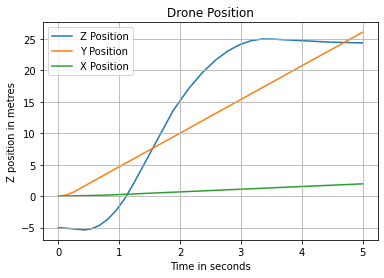 Drone Position
Z Position
Y Position
X Position
25
20
15
10
5
0
−5
Z position in metres
0
1
2
3
4
5
Time in seconds